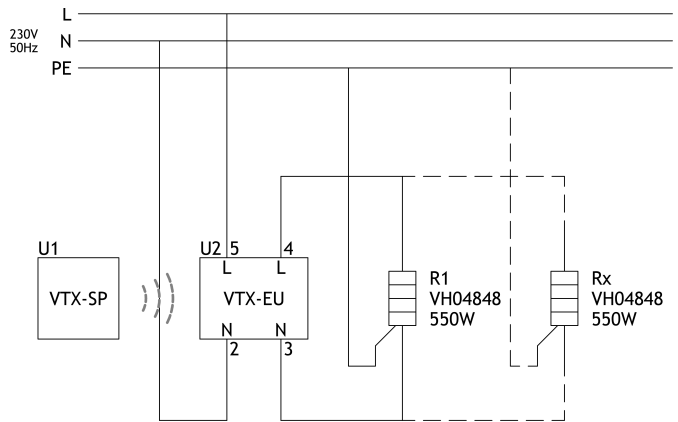 L
230V
50Hz
N
PE
U1
VTX-SP
U2
5
4
L
L
VTX-EU
N
N
2
3
R1
VH04848
550W
Rx
VH04848
550W